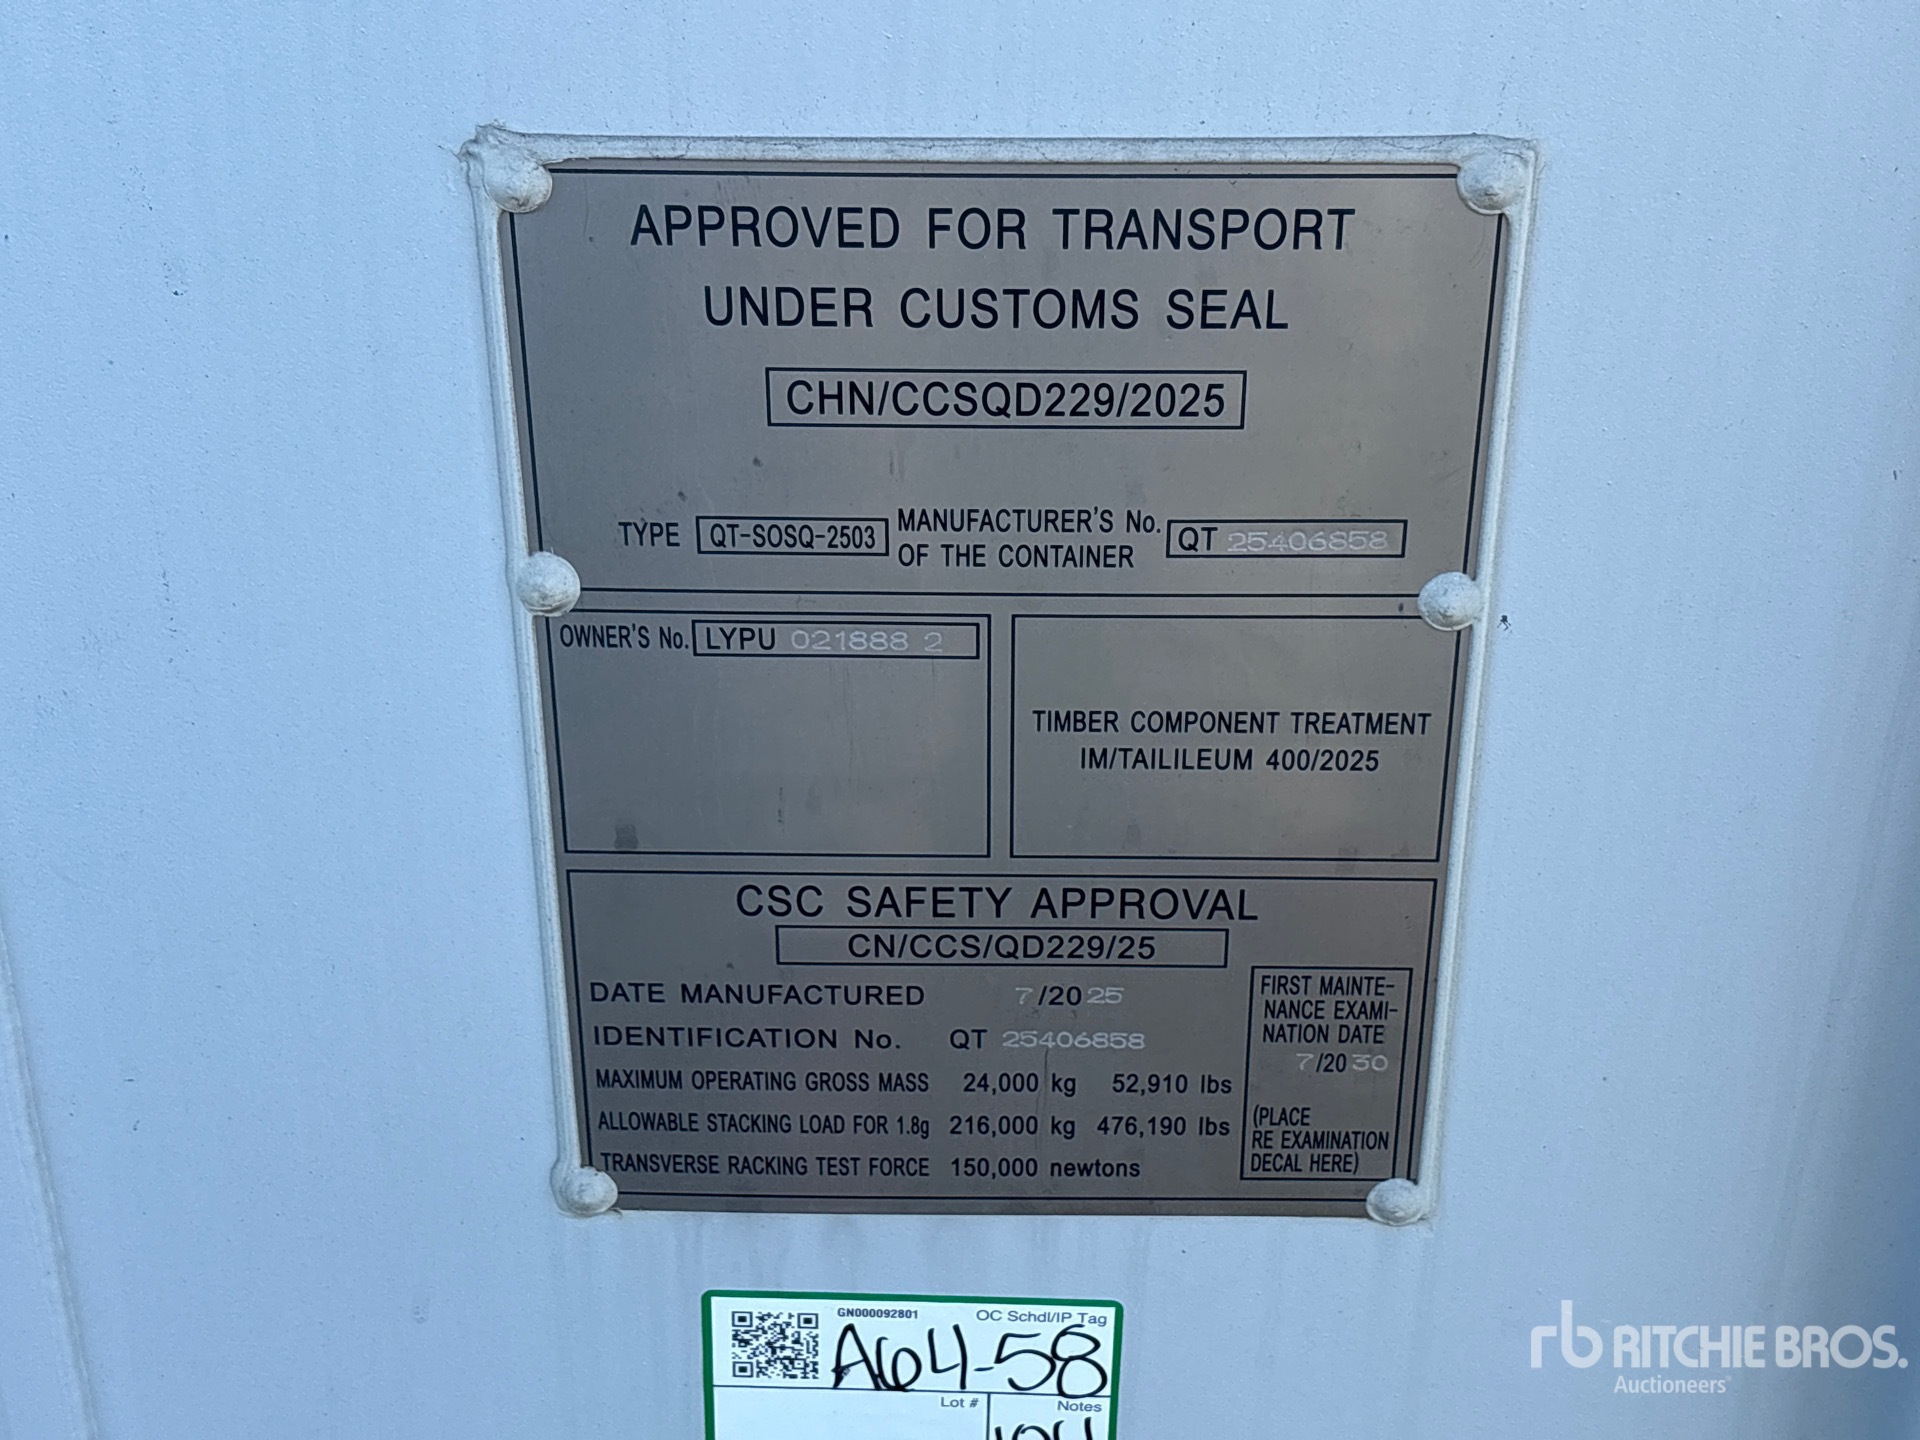 APPROVED FOR TRANSPORT
UNDER CUSTOMS SEAL
CHN/CCSQD229/2025
TYPE QT-SOSQ-2503 MANUFACTURER'S No. OF THE CONTAINER QT 25406858
OWNER'S No. LYPU 021888 2
TIMBER COMPONENT TREATMENT
IM/TAILILEUM 400/2025
CSC SAFETY APPROVAL
CN/CCS/QD229/25
DATE MANUFACTURED 7/2025
IDENTIFICATION No. QT 25406858
MAXIMUM OPERATING GROSS MASS 24,000 kg 52,910 lbs
ALLOWABLE STACKING LOAD FOR 1.8g 216,000 kg 476,190 lbs
TRANSVERSE RACKING TEST FORCE 150,000 newtons
FIRST MAINTE-
NANCE EXAMI-
NATION DATE
7/2030
(PLACE
RE EXAMINATION
DECAL HERE)
GN000092801 OC Schdl/IP Tag
A64-58
Lot # Notes
rb RITCHIE BROS.
Auctioneers